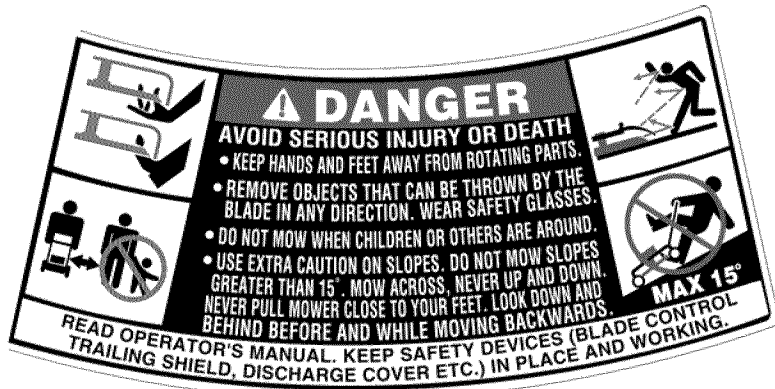 DANGER
AVOID SERIOUS INJURY OR DEATH
• KEEP HANDS AND FEET AWAY FROM ROTATING PARTS.
• REMOVE OBJECTS THAT CAN BE THROWN BY THE
BLADE IN ANY DIRECTION. WEAR SAFETY GLASSES.
• DO NOT MOW WHEN CHILDREN OR OTHERS ARE AROUND.
• USE EXTRA CAUTION ON SLOPES. DO NOT MOW SLOPES
GREATER THAN 15°. MOW ACROSS, NEVER UP AND DOWN.
NEVER PULL MOWER CLOSE TO YOUR FEET. LOOK DOWN AND
BEHIND BEFORE AND WHILE MOVING BACKWARDS.
MAX 15°
READ OPERATOR'S MANUAL. KEEP SAFETY DEVICES (BLADE CONTROL
TRAILING SHIELD, DISCHARGE COVER ETC.) IN PLACE AND WORKING.